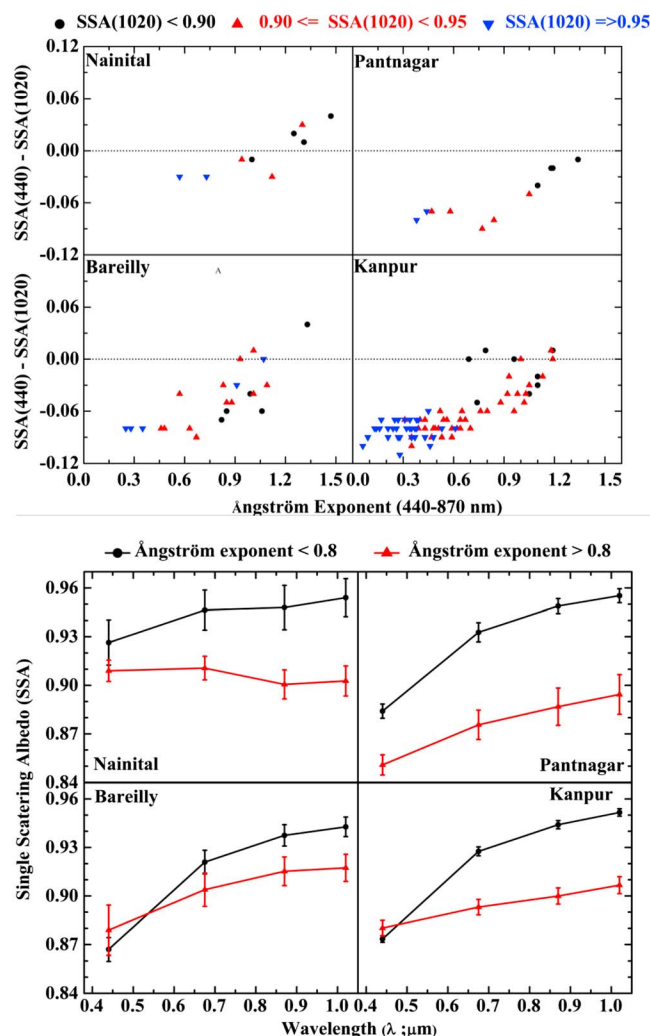 SSA(1020) < 0.90 0.90 <= SSA(1020) < 0.95 SSA(1020) =>0.95
0.12
Nainital
Pantnagar
0.06
0.00
-0.06
-0.12
SSA(440) - SSA(1020)
Bareilly
A
Kanpur
0.06
0.00
-0.06
-0.12
SSA(440) - SSA(1020)
0.0 0.3 0.6 0.9 1.2 1.5 0.0 0.3 0.6 0.9 1.2 1.5
Ångström Exponent (440-870 nm)
Ångström exponent < 0.8 Ångström exponent > 0.8
0.96
0.93
0.90
0.87
0.84
Nainital
Pantnagar
Single Scatering Albedo (SSA)
0.96
Bareilly
Kanpur
0.93
0.90
0.87
0.84
0.4 0.5 0.6 0.7 0.8 0.9 1.0 0.4 0.5 0.6 0.7 0.8 0.9 1.0
Wavelength (λ ;μm)